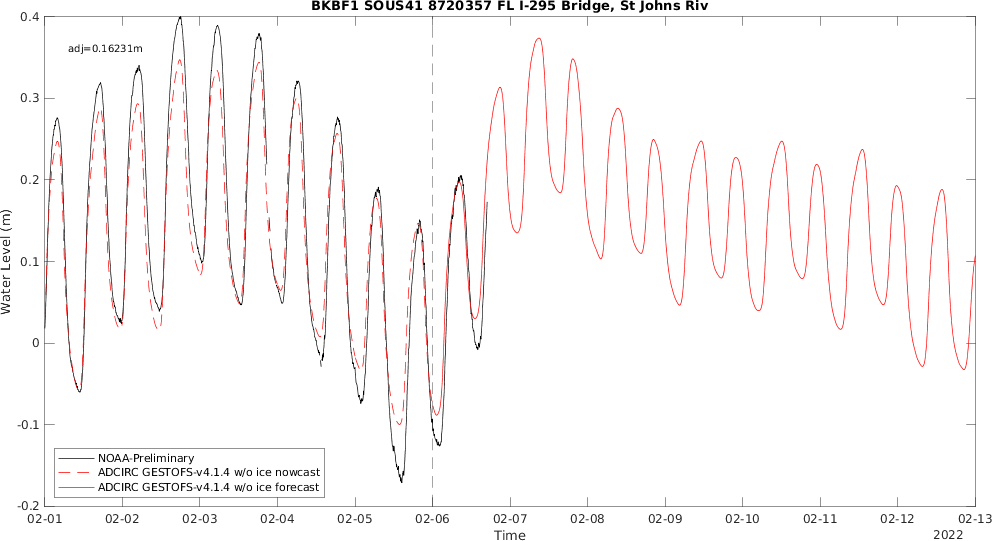 BKBF1 SOUS41 8720357 FL I-295 Bridge, St Johns Riv
adj=0.16231m
0.4
0.3
0.2
0.1
0
-0.1
-0.2
Water Level (m)
NOAA-Preliminary
ADCIRC GESTOFS-v4.1.4 w/o ice nowcast
ADCIRC GESTOFS-v4.1.4 w/o ice forecast
02-01 02-02 02-03 02-04 02-05 02-06 02-07 02-08 02-09 02-10 02-11 02-12 02-13
Time
2022